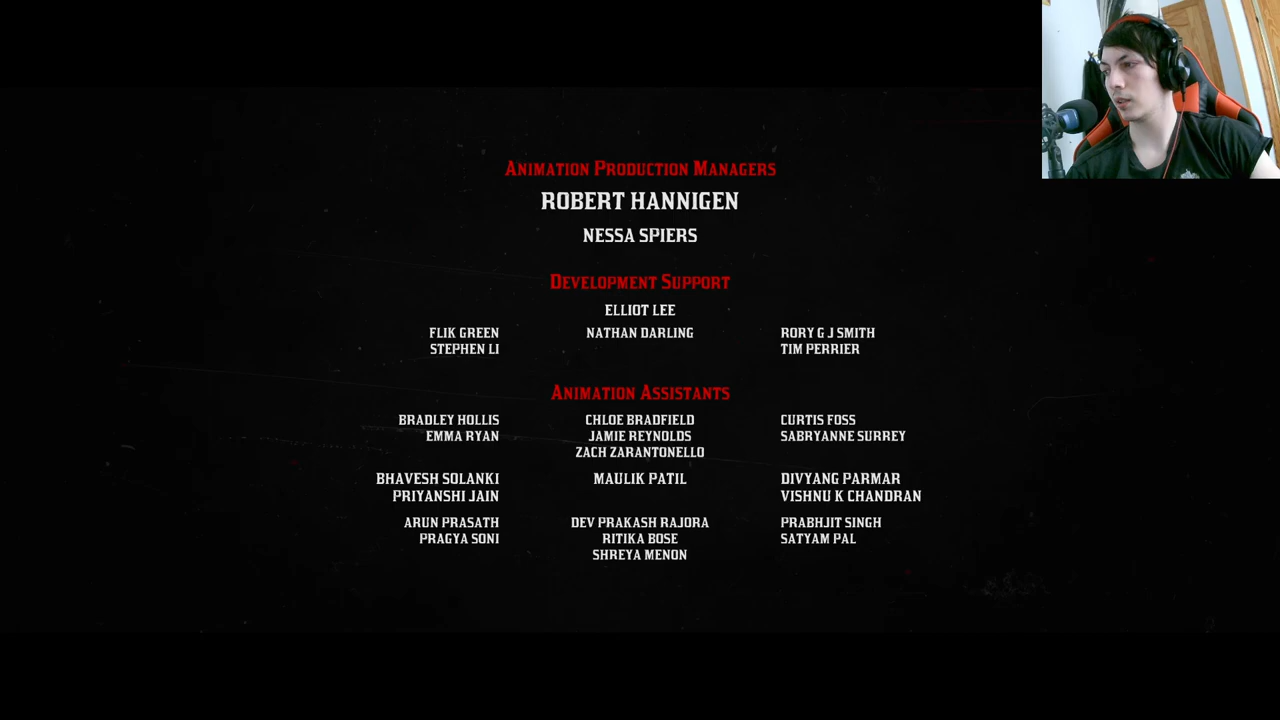 ANIMATION PRODUCTION MANAGERS
ROBERT HANNIGEN
NESSA SPIERS
DEVELOPMENT SUPPORT
ELLIOT LEE
FLIK GREEN NATHAN DARLING RORY G J SMITH
STEPHEN LI TIM PERRIER
ANIMATION ASSISTANTS
BRADLEY HOLLIS CHLOE BRADFIELD CURTIS FOSS
EMMA RYAN JAMIE REYNOLDS SABRYANNE SURREY
ZACH ZARANTONELLO
BHAVESH SOLANKI MAULIK PATIL DIVYANG PARMAR
PRIYANSHI JAIN VISHNU K CHANDRAN
ARUN PRASATH DEV PRAKASH RAJORA PRABHJIT SINGH
PRAGYA SONI RITIKA BOSE SATYAM PAL
SHREYA MENON